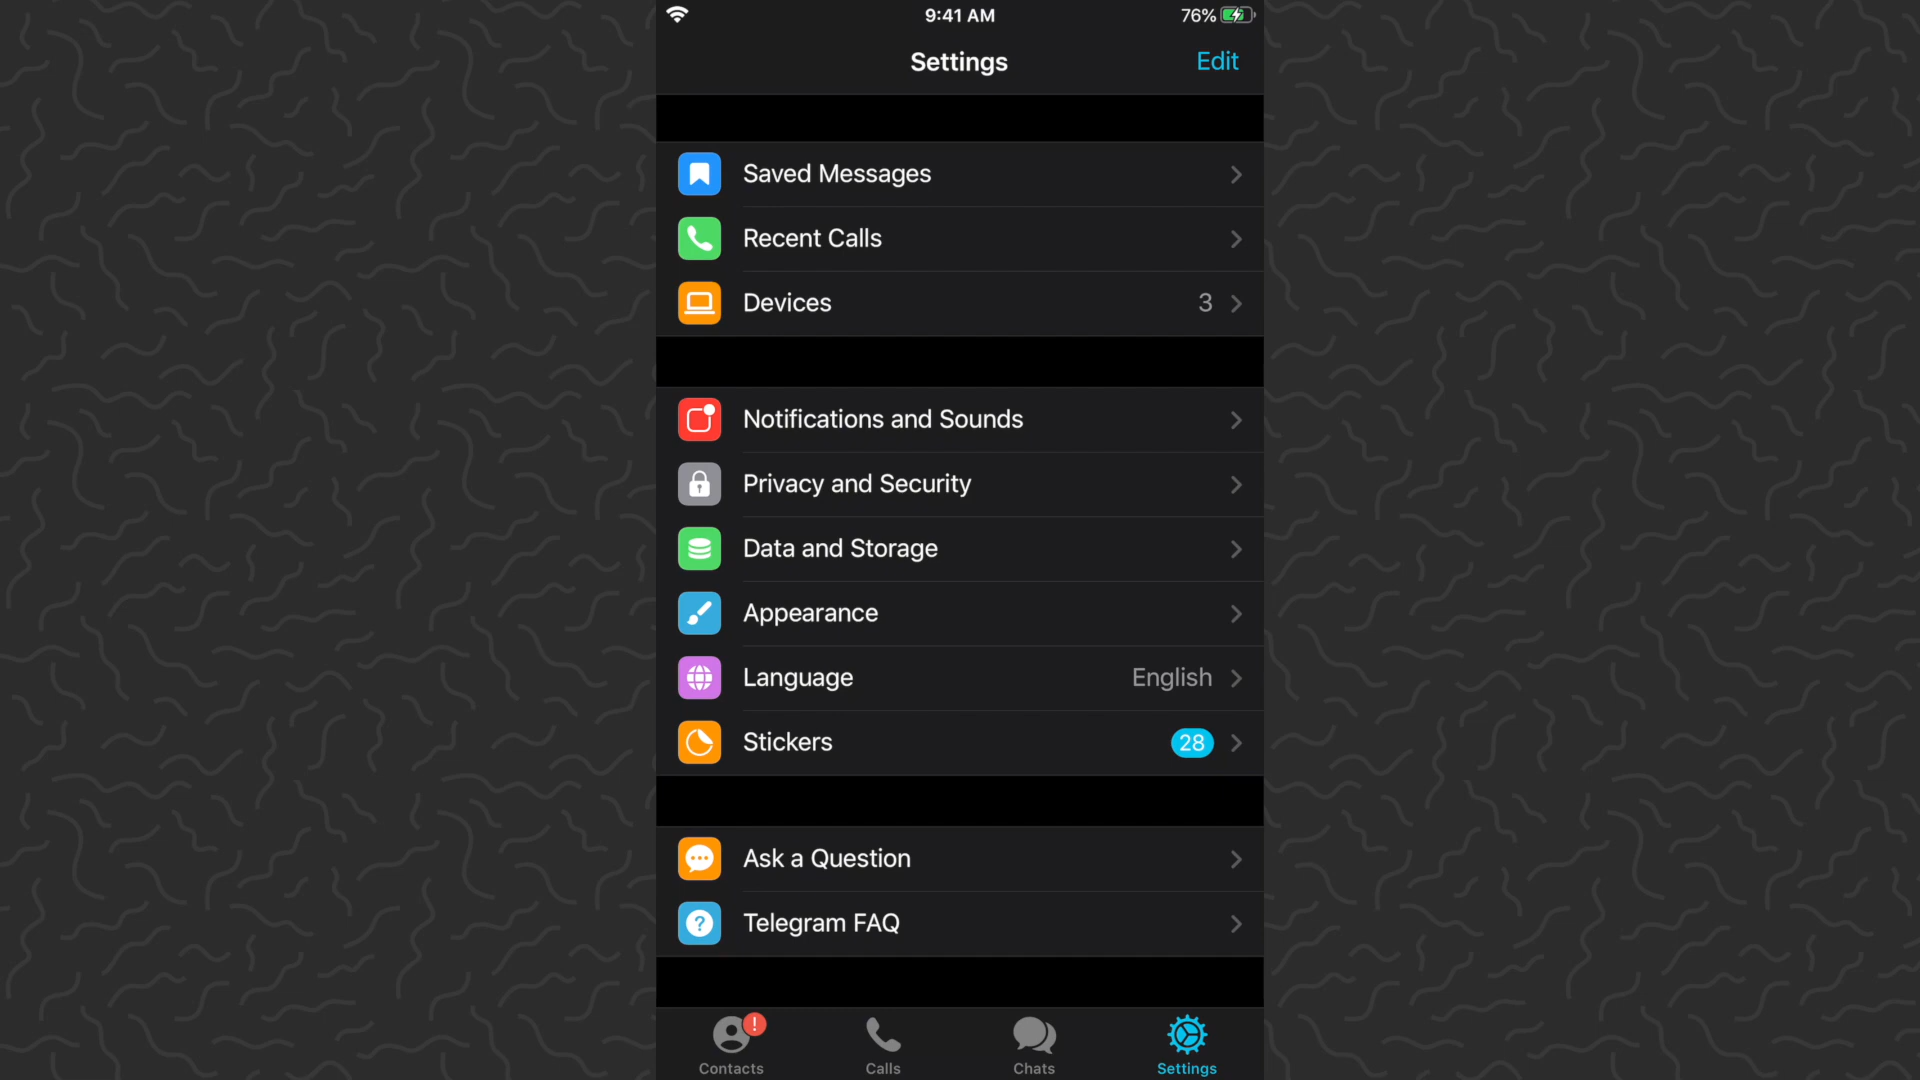 9:41 AM
76%
Settings
Edit
Saved Messages
Recent Calls
Devices 3
Notifications and Sounds
Privacy and Security
Data and Storage
Appearance
Language English
Stickers 28
Ask a Question
Telegram FAQ
Contacts
Calls
Chats
Settings